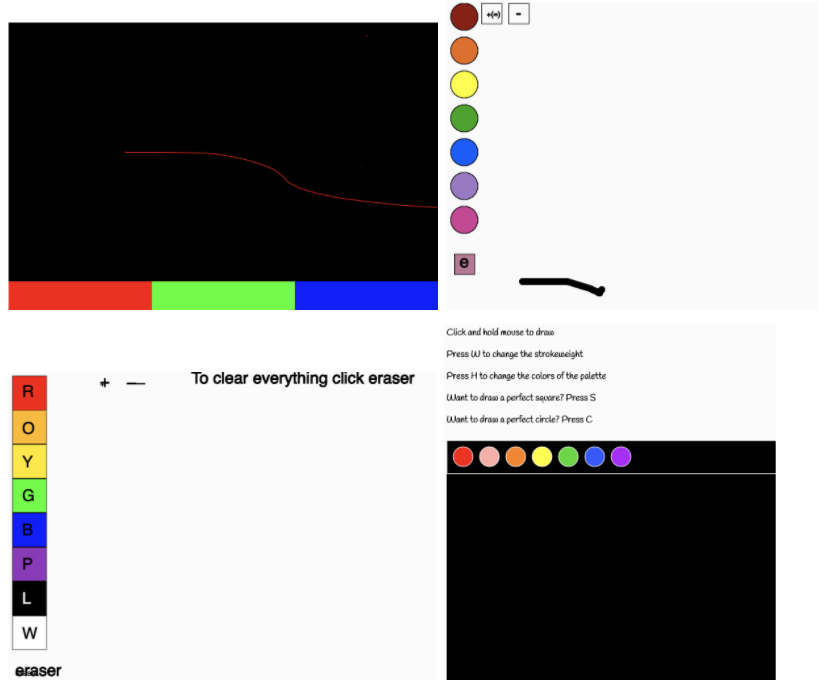 +(=) -
e
To clear everything click eraser
+ -
R
O
Y
G
B
P
L
W
eraser
Click and hold mouse to draw
Press W to change the strokeweight
Press H to change the colors of the palette
Want to draw a perfect square? Press S
Want to draw a perfect circle? Press C